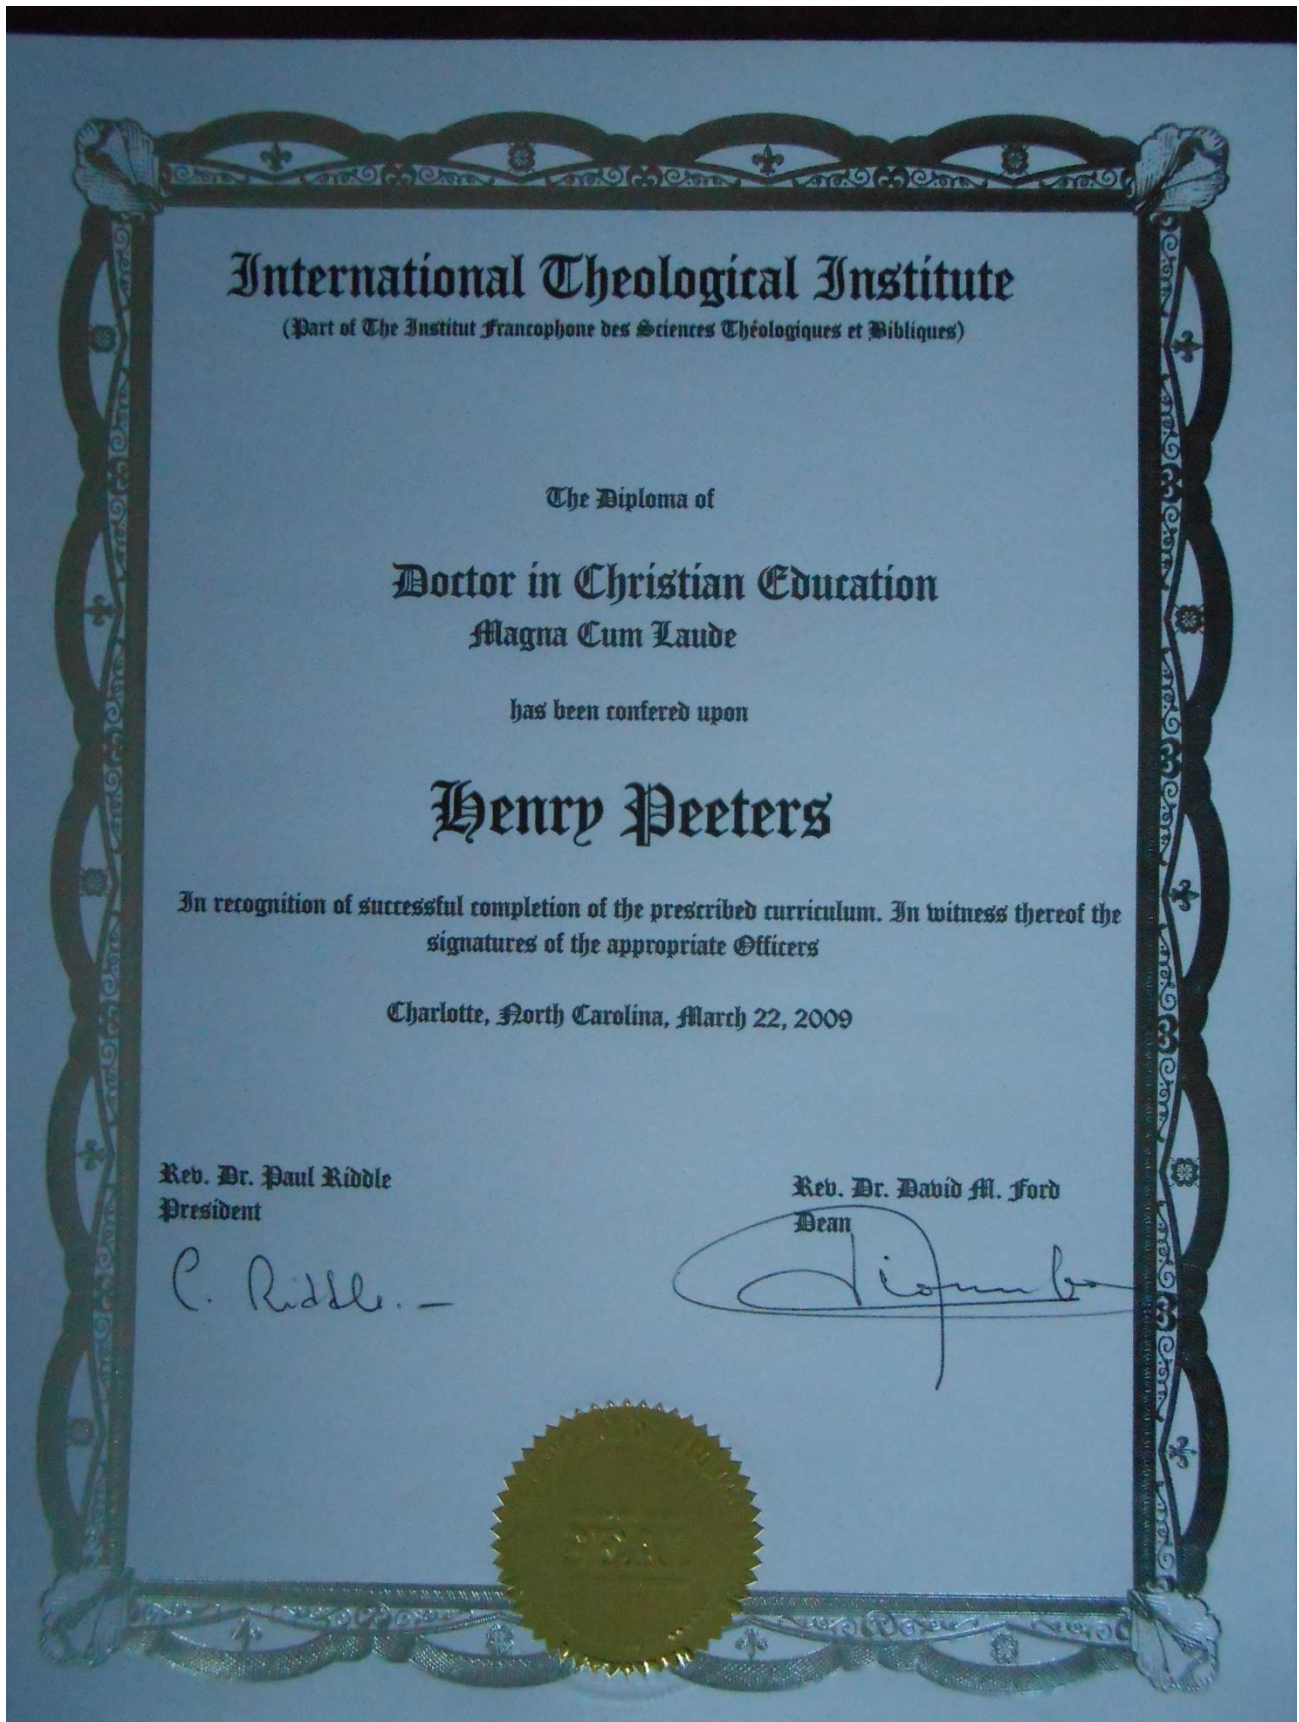 International Theological Institute
(Part of The Institut Francophone des Sciences Théologiques et Bibliques)
The Diploma of
Doctor in Christian Education
Magna Cum Laude
has been confered upon
Henry Peeters
In recognition of successful completion of the prescribed curriculum. In witness thereof the
signatures of the appropriate Officers
Charlotte, North Carolina, March 22, 2009
Rev. Dr. Paul Riddle
President
Rev. Dr. David M. Ford
Dean
C. Riddle.
SEAL